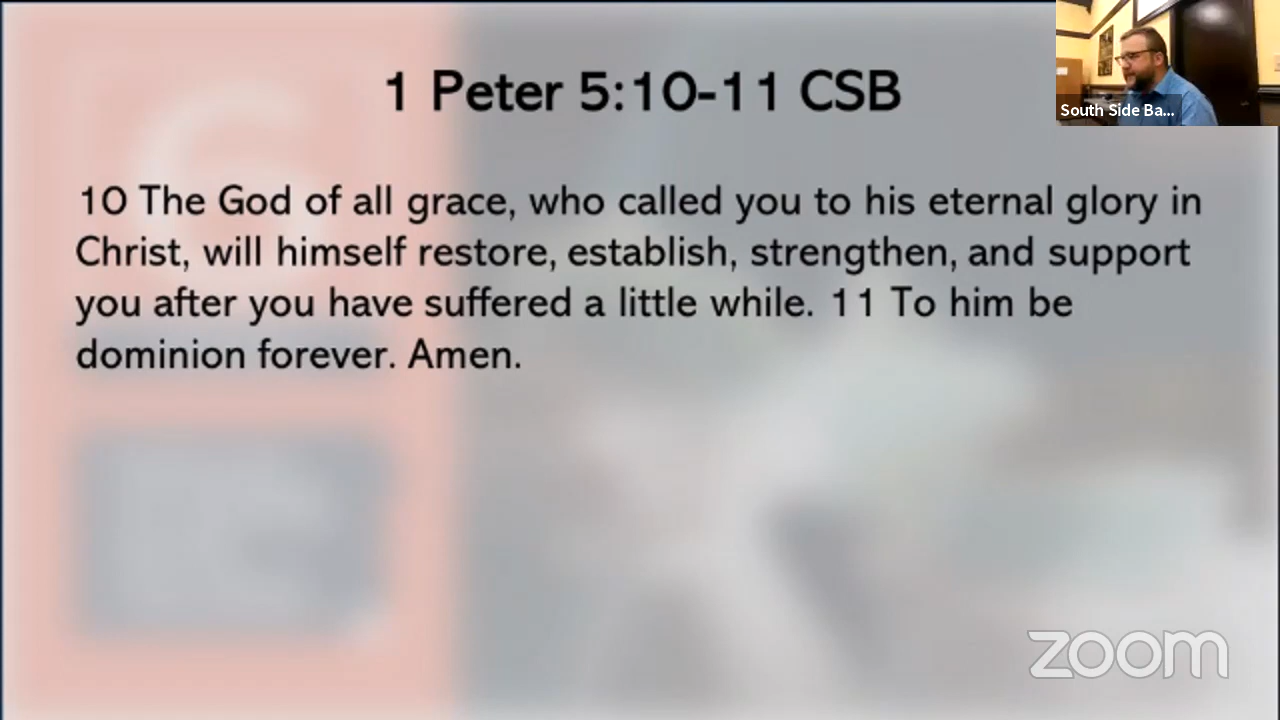 1 Peter 5:10-11 CSB
South Side Ba...
10 The God of all grace, who called you to his eternal glory in
Christ, will himself restore, establish, strengthen, and support
you after you have suffered a little while. 11 To him be
dominion forever. Amen.
zoom